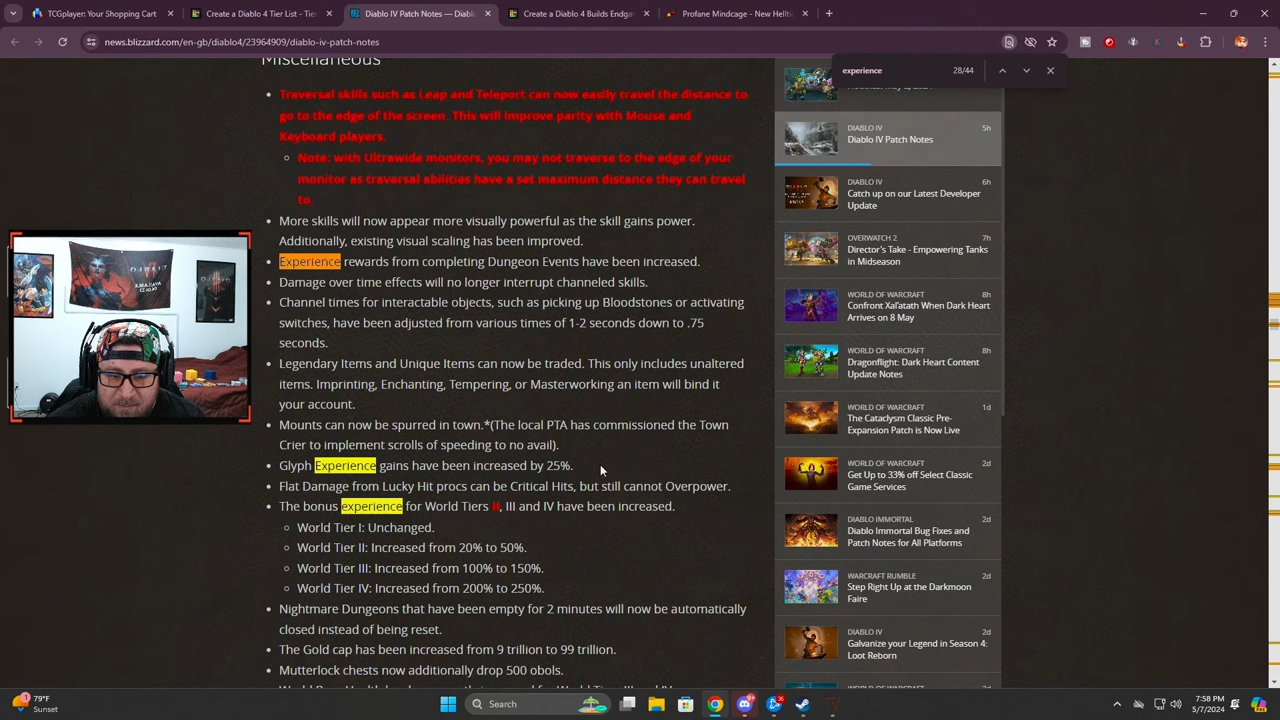 TCGplayer: Your Shopping Cart
Create a Diablo 4 Tier List - Tier
Diablo IV Patch Notes — Diablo
Create a Diablo 4 Builds Endga
Profane Mindcage - New Helltid
news.blizzard.com/en-gb/diablo4/23964909/diablo-iv-patch-notes
experience
28/44
Miscellaneous
Traversal skills such as Leap and Teleport can now easily travel the distance to
go to the edge of the screen. This will improve parity with Mouse and
Keyboard players.
Note: with Ultrawide monitors, you may not traverse to the edge of your
monitor as traversal abilities have a set maximum distance they can travel
to.
More skills will now appear more visually powerful as the skill gains power.
Additionally, existing visual scaling has been improved.
Experience rewards from completing Dungeon Events have been increased.
Damage over time effects will no longer interrupt channeled skills.
Channel times for interactable objects, such as picking up Bloodstones or activating
switches, have been adjusted from various times of 1-2 seconds down to .75
seconds.
Legendary Items and Unique Items can now be traded. This only includes unaltered
items. Imprinting, Enchanting, Tempering, or Masterworking an item will bind it
your account.
Mounts can now be spurred in town.*(The local PTA has commissioned the Town
Crier to implement scrolls of speeding to no avail).
Glyph Experience gains have been increased by 25%.
Flat Damage from Lucky Hit procs can be Critical Hits, but still cannot Overpower.
The bonus experience for World Tiers II, III and IV have been increased.
World Tier I: Unchanged.
World Tier II: Increased from 20% to 50%.
World Tier III: Increased from 100% to 150%.
World Tier IV: Increased from 200% to 250%.
Nightmare Dungeons that have been empty for 2 minutes will now be automatically
closed instead of being reset.
The Gold cap has been increased from 9 trillion to 99 trillion.
Mutterlock chests now additionally drop 500 obols.
DIABLO IV 5h
Diablo IV Patch Notes
DIABLO IV 6h
Catch up on our Latest Developer
Update
OVERWATCH 2 7h
Director's Take - Empowering Tanks
in Midseason
WORLD OF WARCRAFT 8h
Confront Xal'atath When Dark Heart
Arrives on 8 May
WORLD OF WARCRAFT 8h
Dragonflight: Dark Heart Content
Update Notes
WORLD OF WARCRAFT 1d
The Cataclysm Classic Pre-
Expansion Patch is Now Live
WORLD OF WARCRAFT 2d
Get Up to 33% off Select Classic
Game Services
DIABLO IMMORTAL 2d
Diablo Immortal Bug Fixes and
Patch Notes for All Platforms
WARCRAFT RUMBLE 2d
Step Right Up at the Darkmoon
Faire
DIABLO IV 2d
Galvanize your Legend in Season 4:
Loot Reborn
79°F
Sunset
Search
7:58 PM
5/7/2024